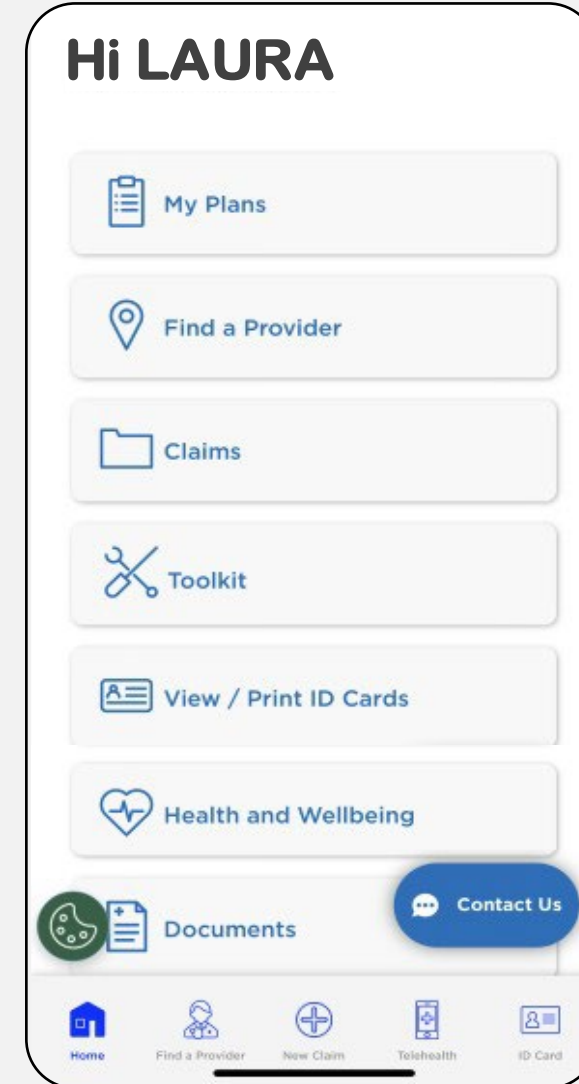 Hi LAURA
My Plans
Find a Provider
Claims
Toolkit
View / Print ID Cards
Health and Wellbeing
Contact Us
Documents
Home
Find a Provider
New Claim
Telehealth
ID Card